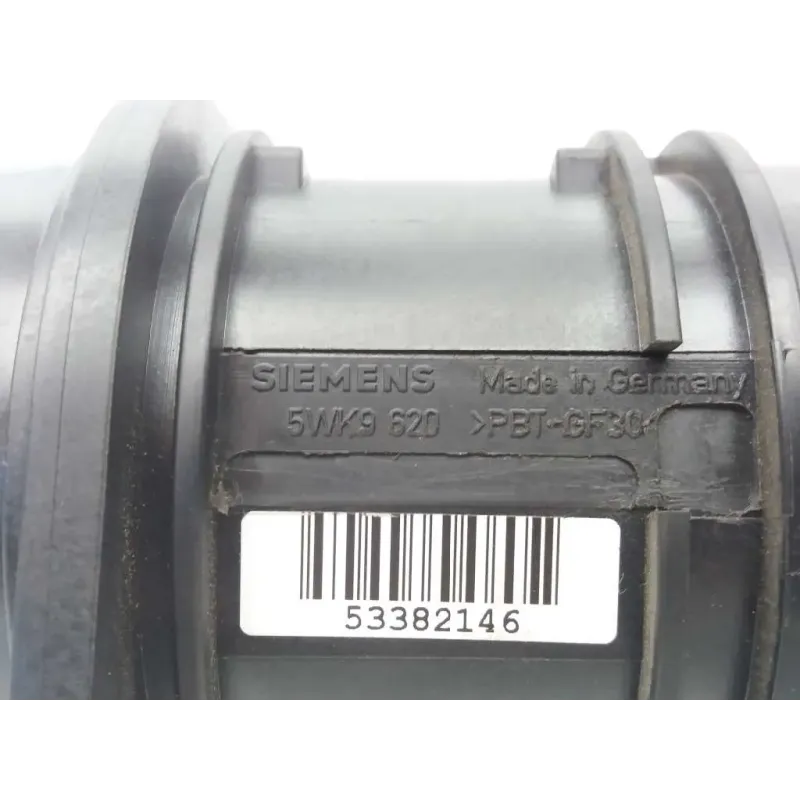 SIEMENS Made in Germany
5WK9 620 >PBT-GF30<
53382146